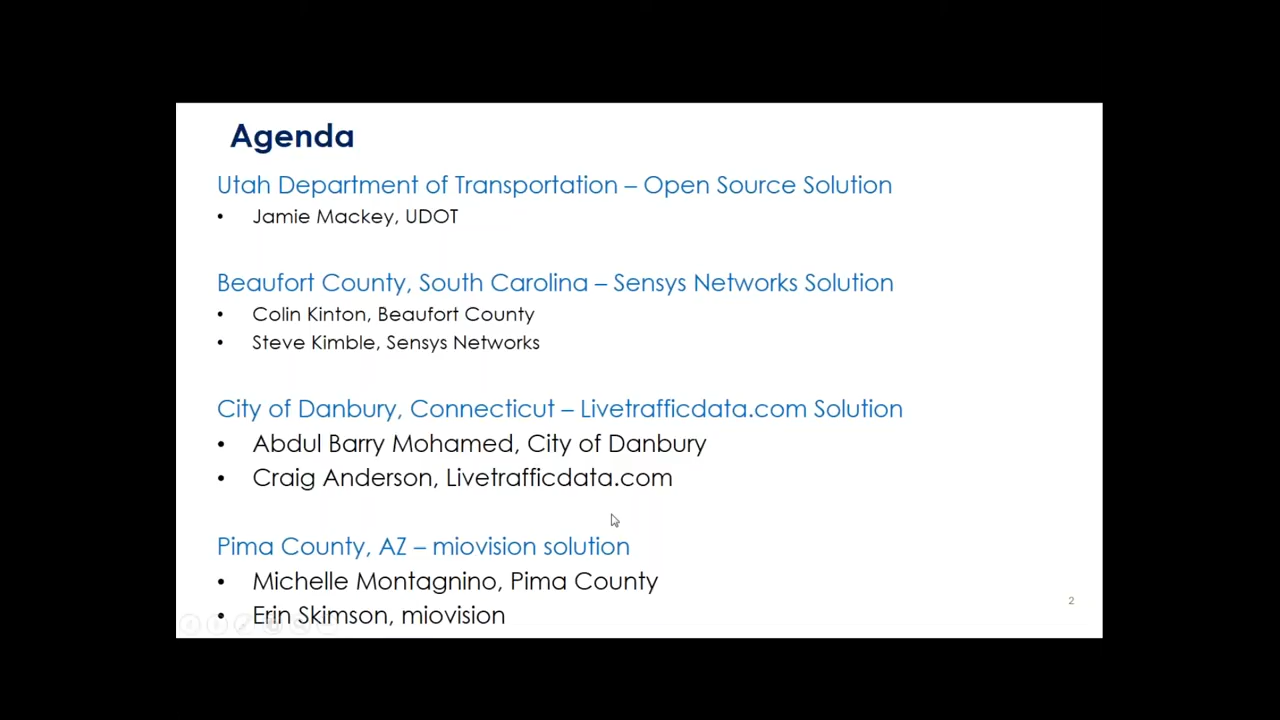 Agenda
Utah Department of Transportation – Open Source Solution
• Jamie Mackey, UDOT
Beaufort County, South Carolina – Sensys Networks Solution
• Colin Kinton, Beaufort County
• Steve Kimble, Sensys Networks
City of Danbury, Connecticut – Livetrafficdata.com Solution
• Abdul Barry Mohamed, City of Danbury
• Craig Anderson, Livetrafficdata.com
Pima County, AZ – miovision solution
• Michelle Montagnino, Pima County
• Erin Skimson, miovision
2